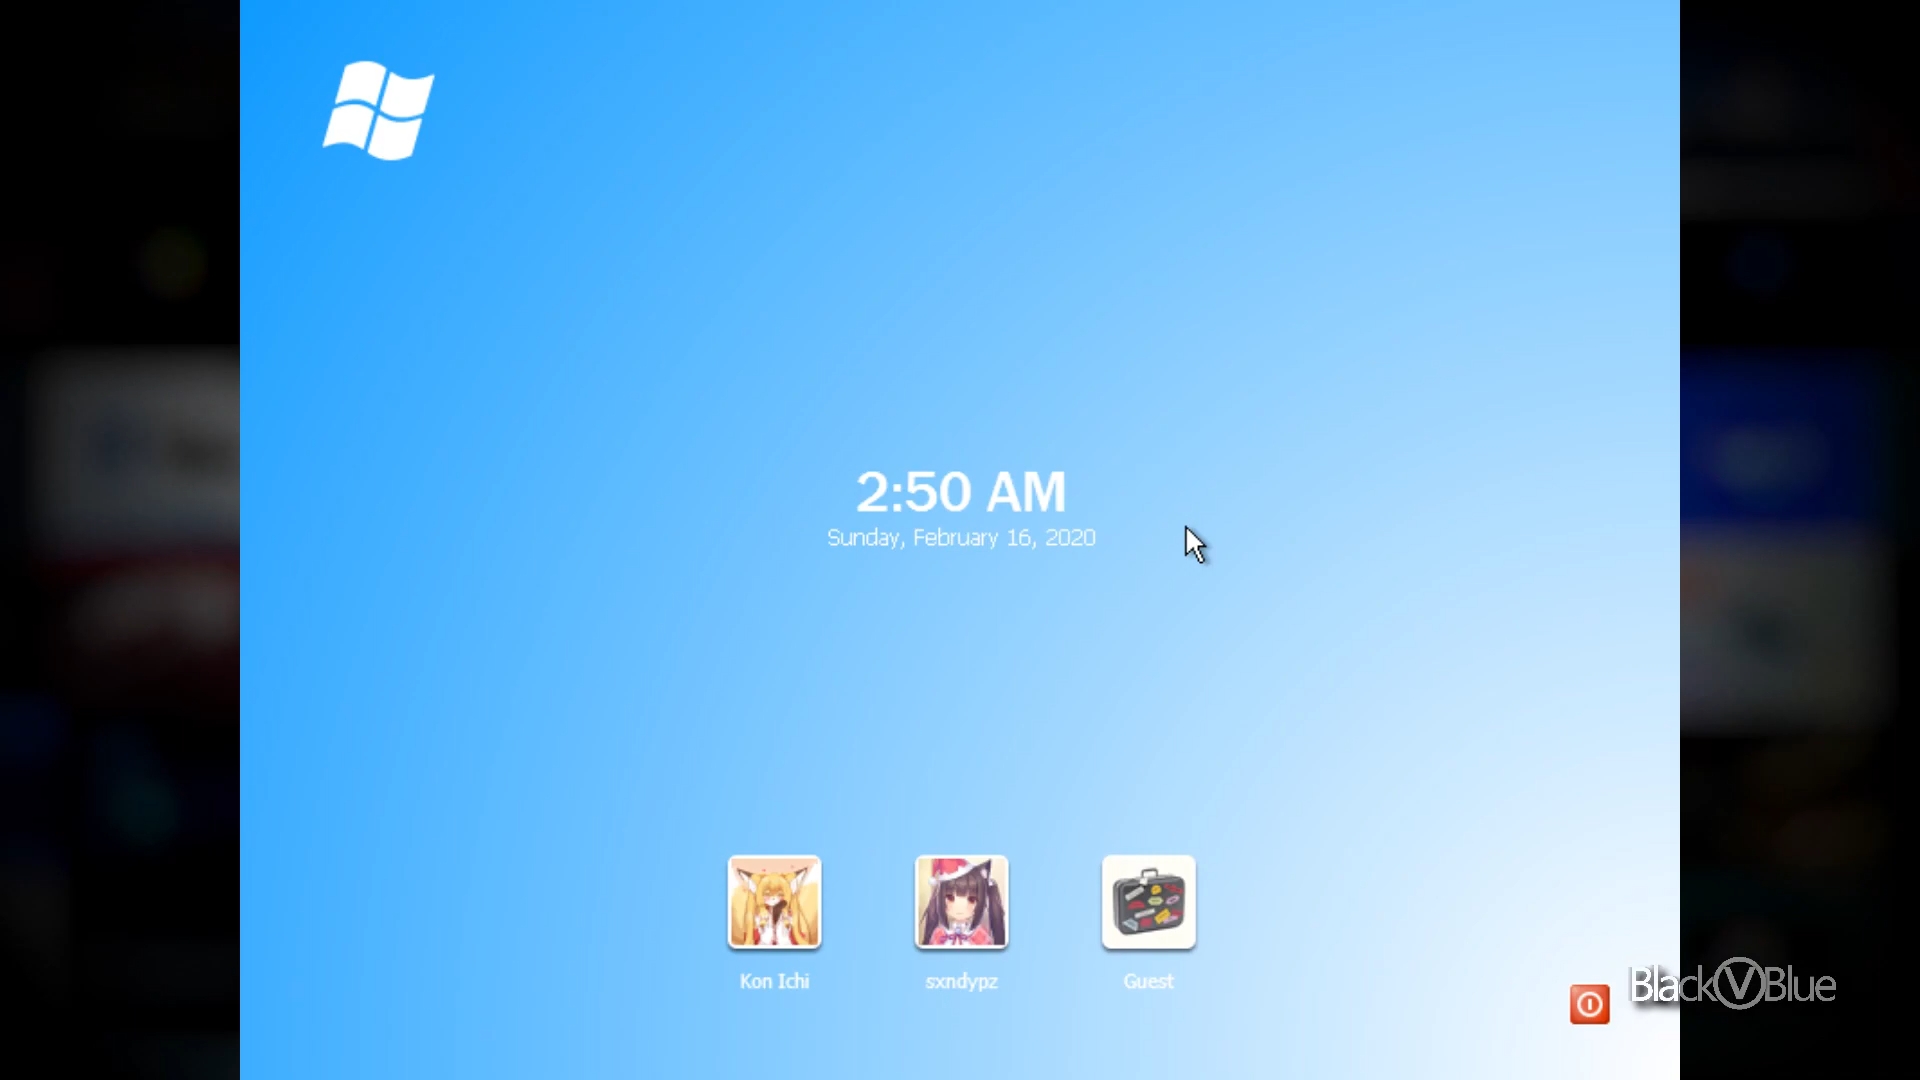 2:50 AM
Sunday, February 16, 2020
Kon Ichi
sxndypz
Guest
BlackVBlue